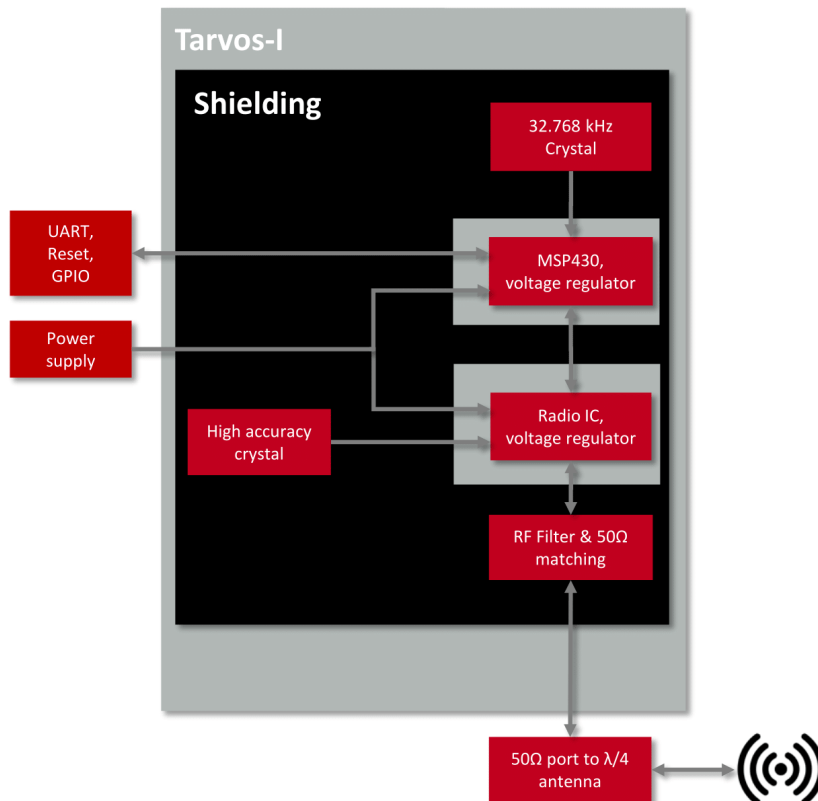 Tarvos-I
Shielding
32.768 kHz
Crystal
UART,
Reset,
GPIO
MSP430,
voltage regulator
Power
supply
High accuracy
crystal
Radio IC,
voltage regulator
RF Filter & 50Ω
matching
50Ω port to λ/4
antenna